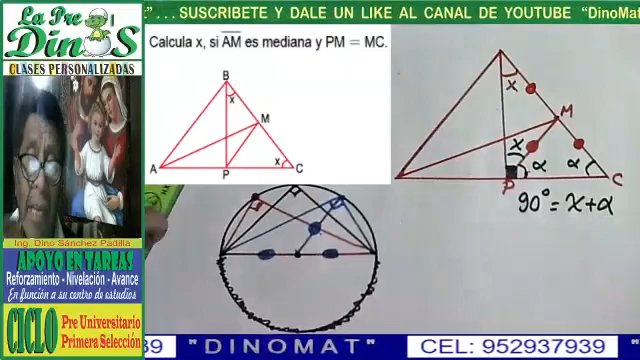 E"... SUSCRIBETE Y DALE UN LIKE AL CANAL DE YOUTUBE “DinoMat
La Pre
DinoS
CLASES PERSONALIZADAS
Calcula x, si AM es mediana y PM = MC.
B
x
M
x
A
P
C
x
M
x
α
α
P
C
90° = x + α
Ing. Dino Sánchez Padilla
APOYO EN TAREAS
Reforzamiento - Nivelación - Avance
En función a su centro de estudios
CICLO
Pre Universitario
Primera Selección
39
"DINOMAT"
CEL: 952937939